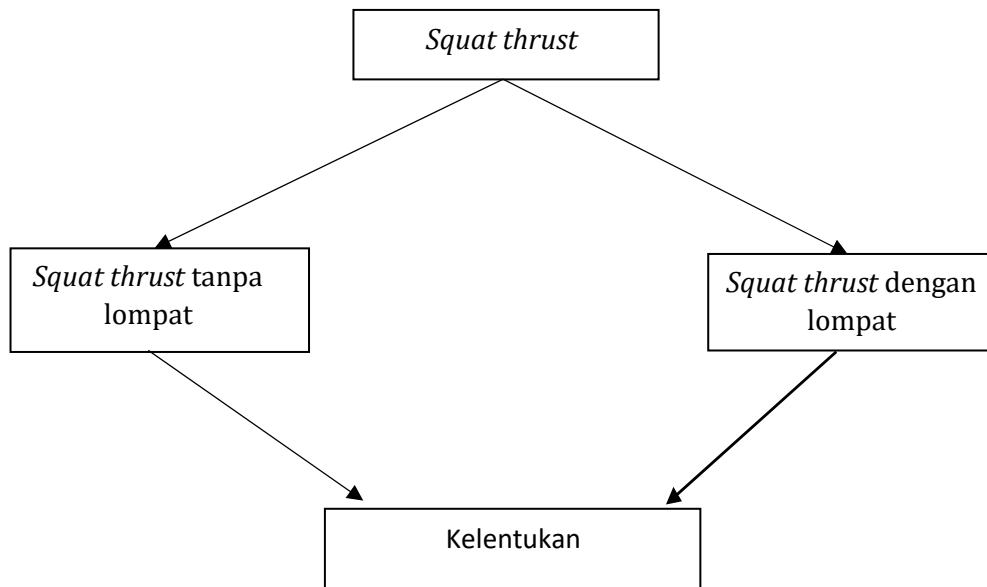 Squat thrust
Squat thrust tanpa
lompat
Squat thrust dengan
lompat
Kelentukan